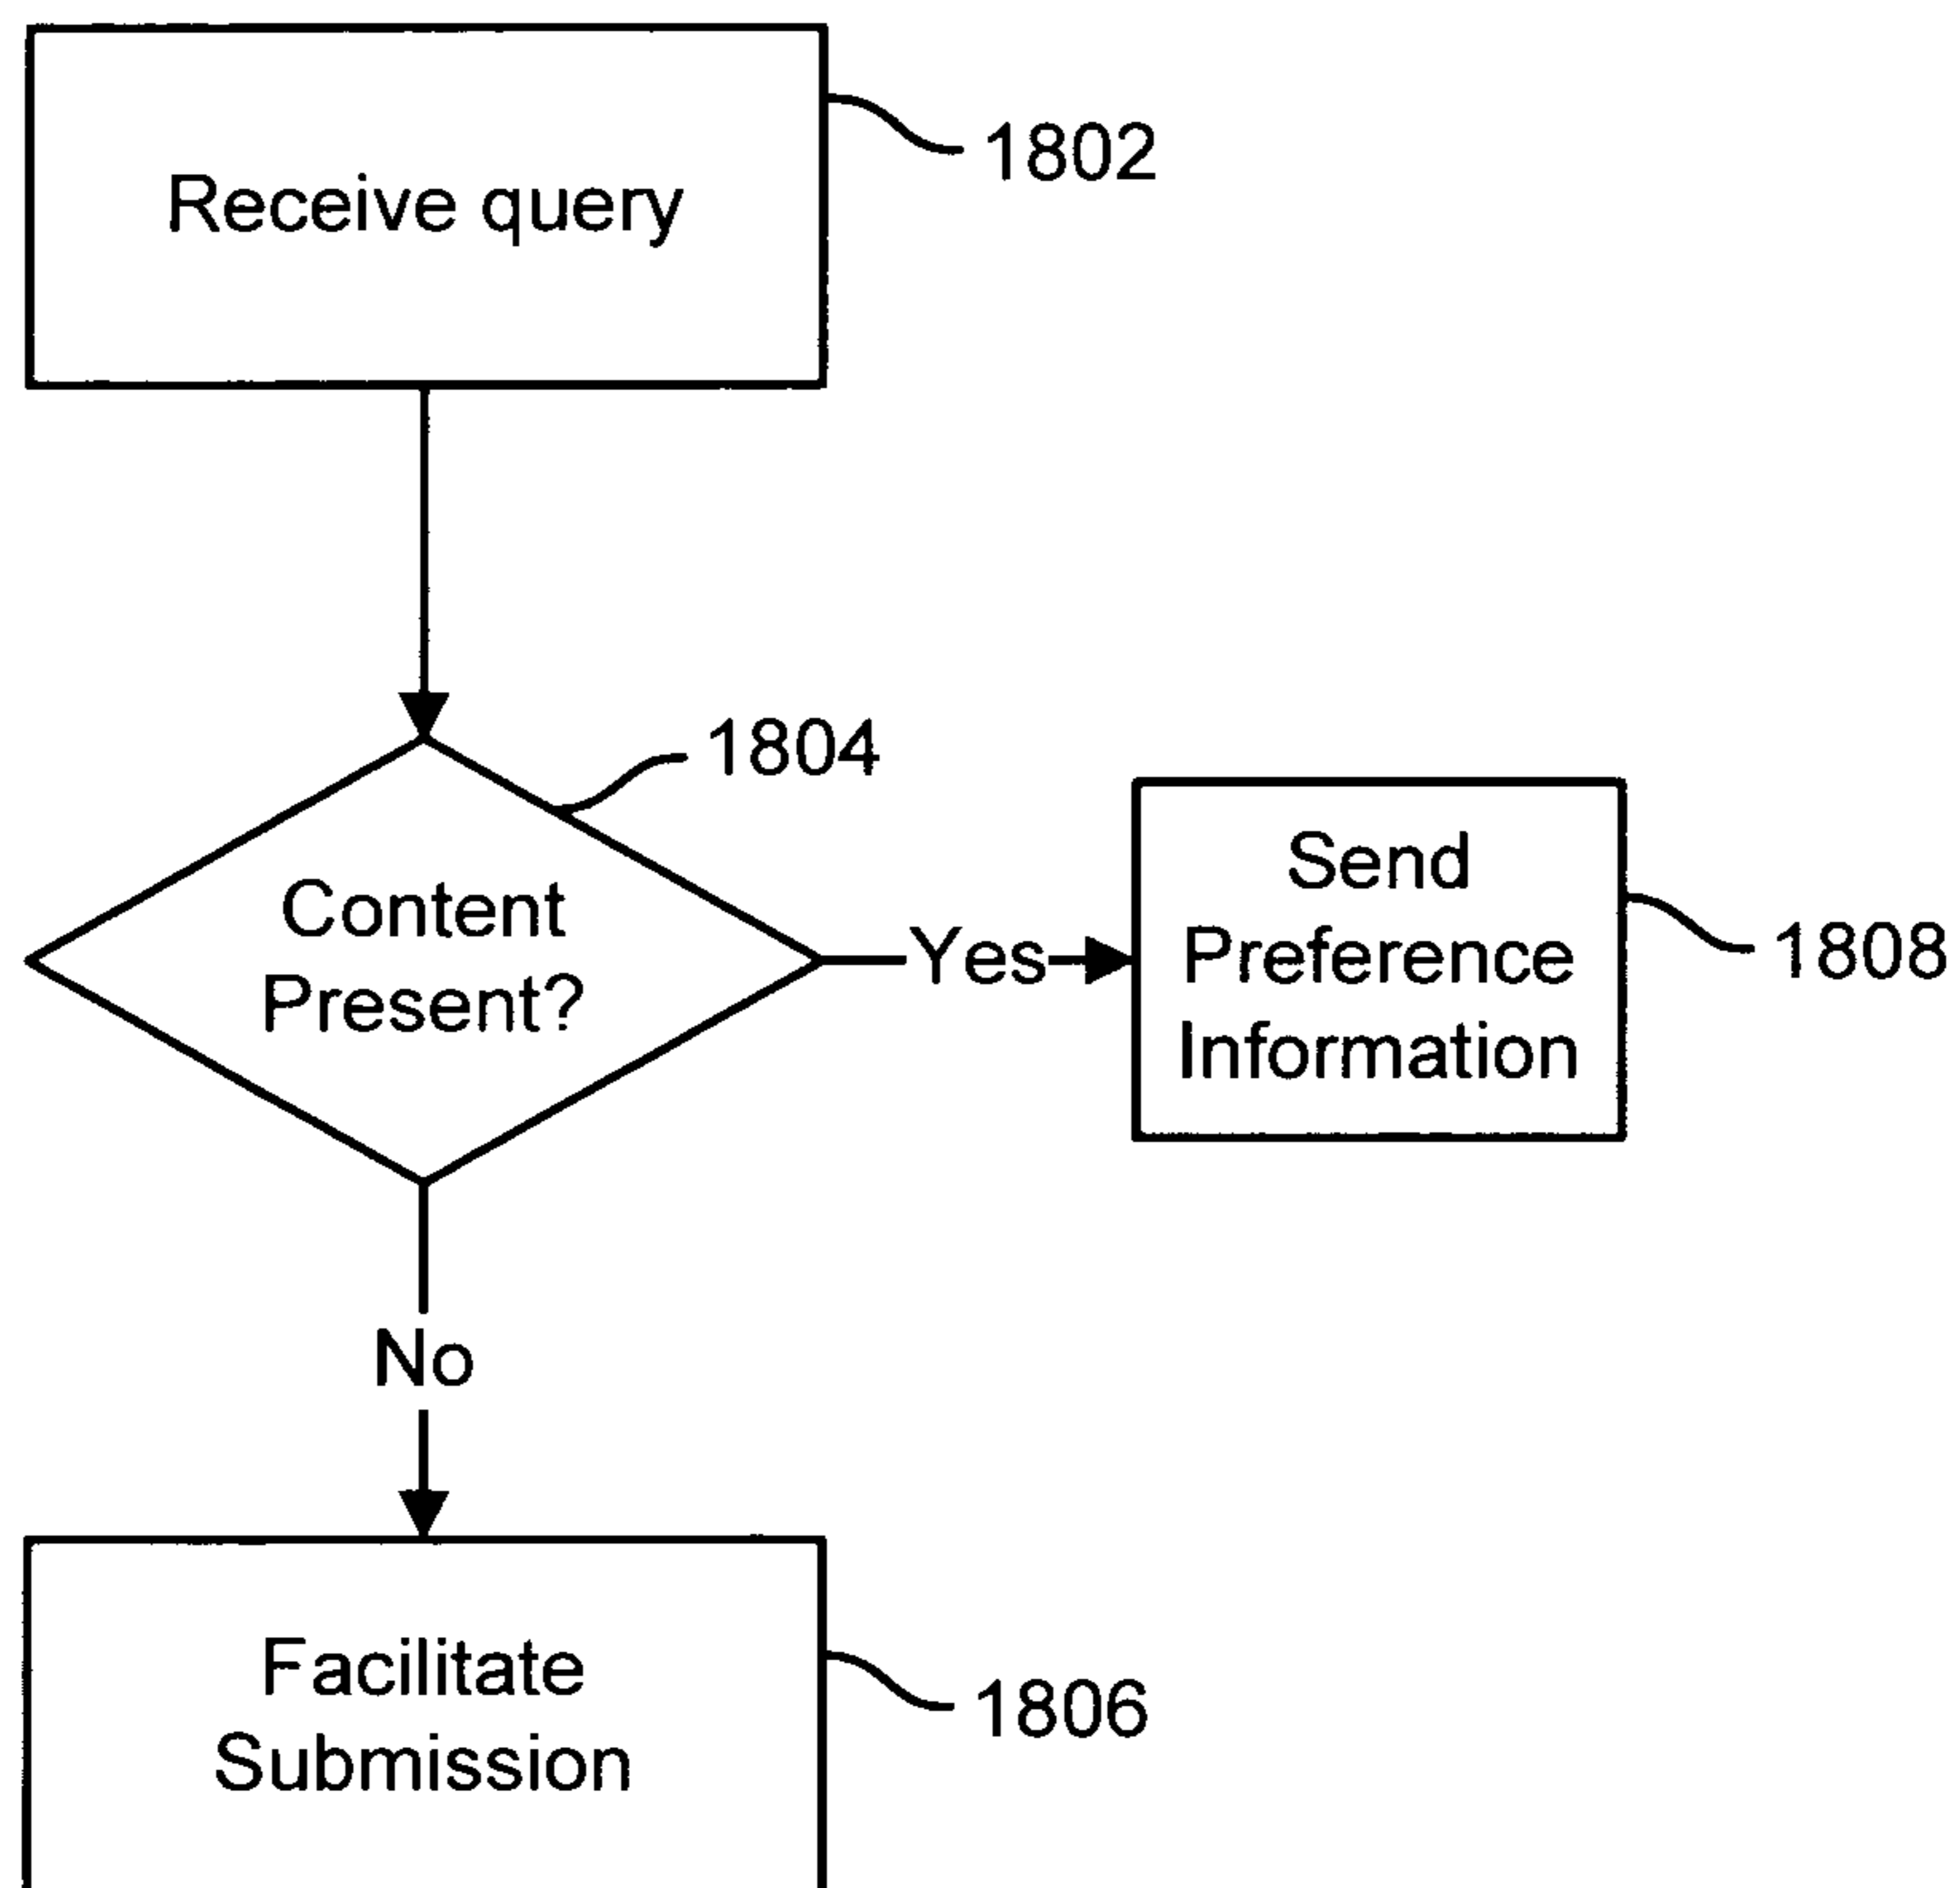 Receive query
1802
1804
Content
Present?
Yes
Send
Preference
Information
1808
No
Facilitate
Submission
1806